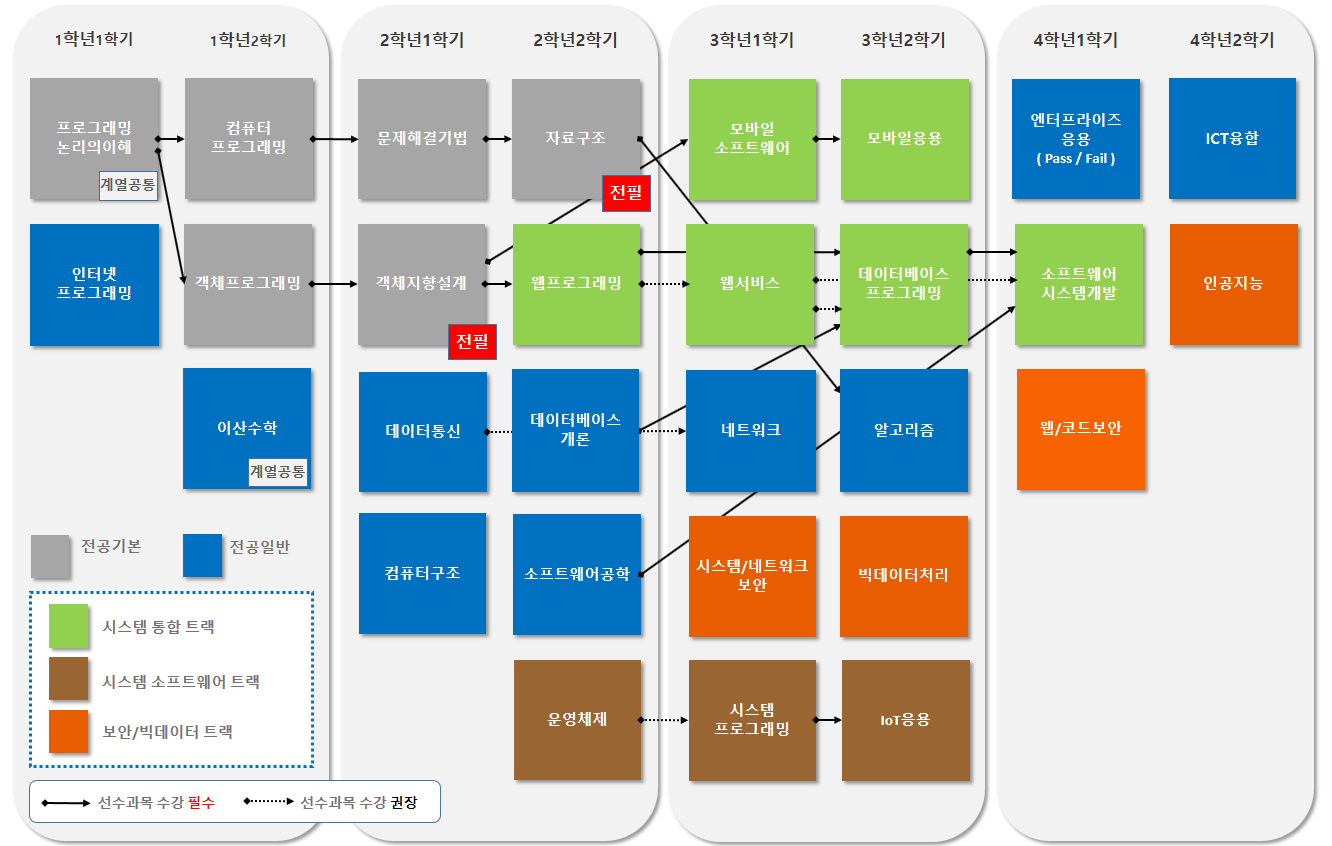 1학년1학기
1학년2학기
2학년1학기
2학년2학기
3학년1학기
3학년2학기
4학년1학기
4학년2학기
프로그래밍
논리의이해
계열공통
컴퓨터
프로그래밍
문제해결기법
자료구조
전필
모바일
소프트웨어
모바일응용
엔터프라이즈
응용
( Pass / Fail )
ICT융합
인터넷
프로그래밍
객체프로그래밍
객체지향설계
전필
웹프로그래밍
웹서비스
데이터베이스
프로그래밍
소프트웨어
시스템개발
인공지능
이산수학
계열공통
데이터통신
데이터베이스
개론
네트워크
알고리즘
웹/코드보안
컴퓨터구조
소프트웨어공학
시스템/네트워크
보안
빅데이터처리
운영체제
시스템
프로그래밍
IoT응용
전공기본
전공일반
시스템 통합 트랙
시스템 소프트웨어 트랙
보안/빅데이터 트랙
선수과목 수강 필수
선수과목 수강 권장